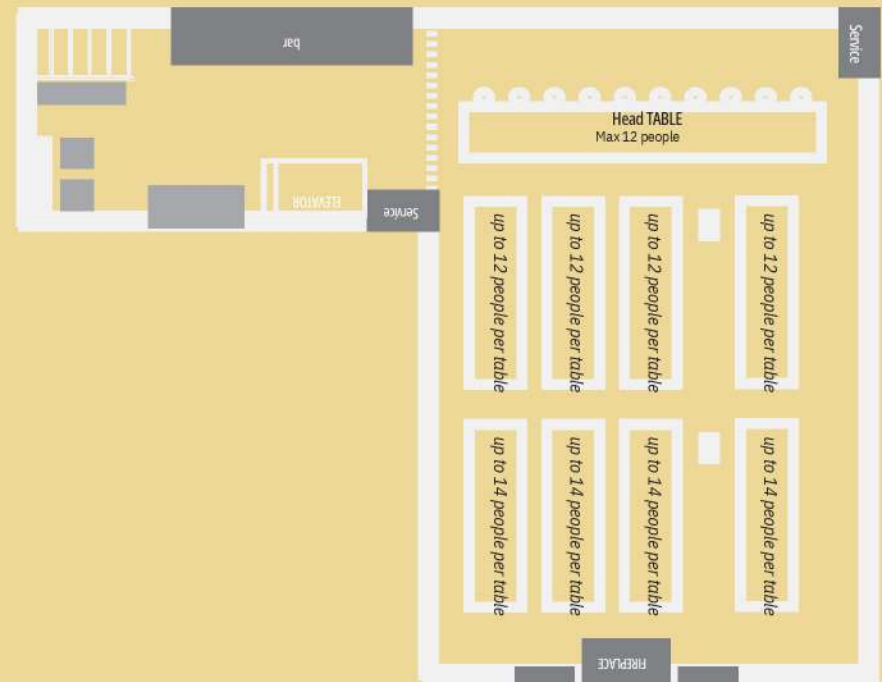 bar
Service
Head TABLE
Max 12 people
ELEVATOR
Service
up to 12 people per table
up to 12 people per table
up to 12 people per table
up to 12 people per table
up to 14 people per table
up to 14 people per table
up to 14 people per table
up to 14 people per table
FIREPLACE